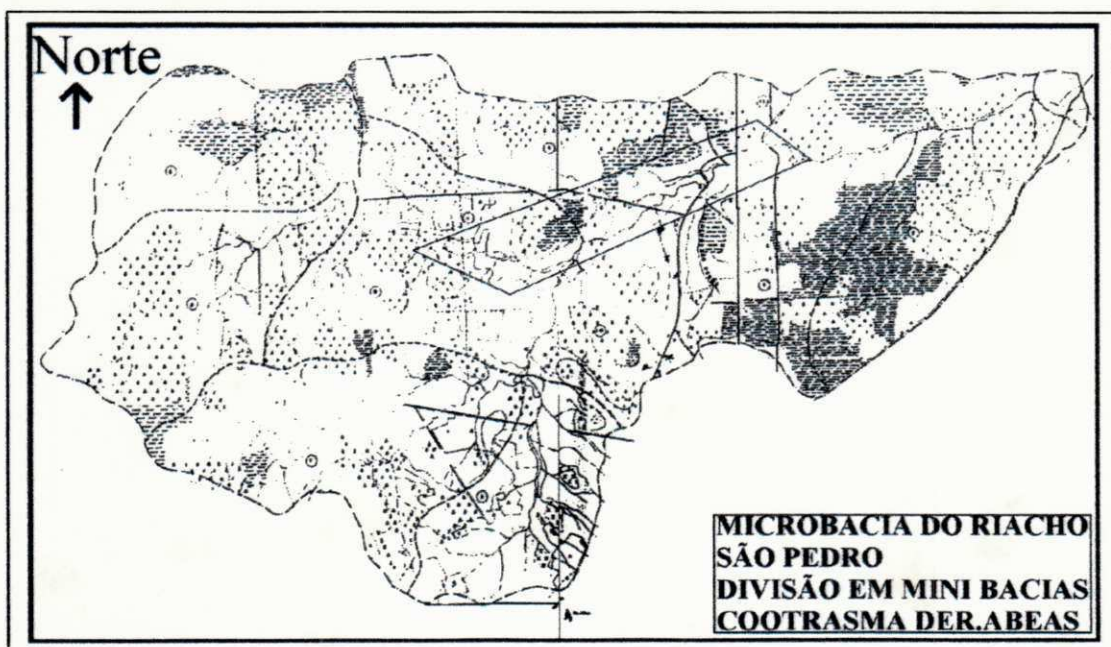 Norte
MICROBACIA DO RIACHO
SÃO PEDRO
DIVISÃO EM MINI BACIAS
COOTRASMA DER.ABEAS